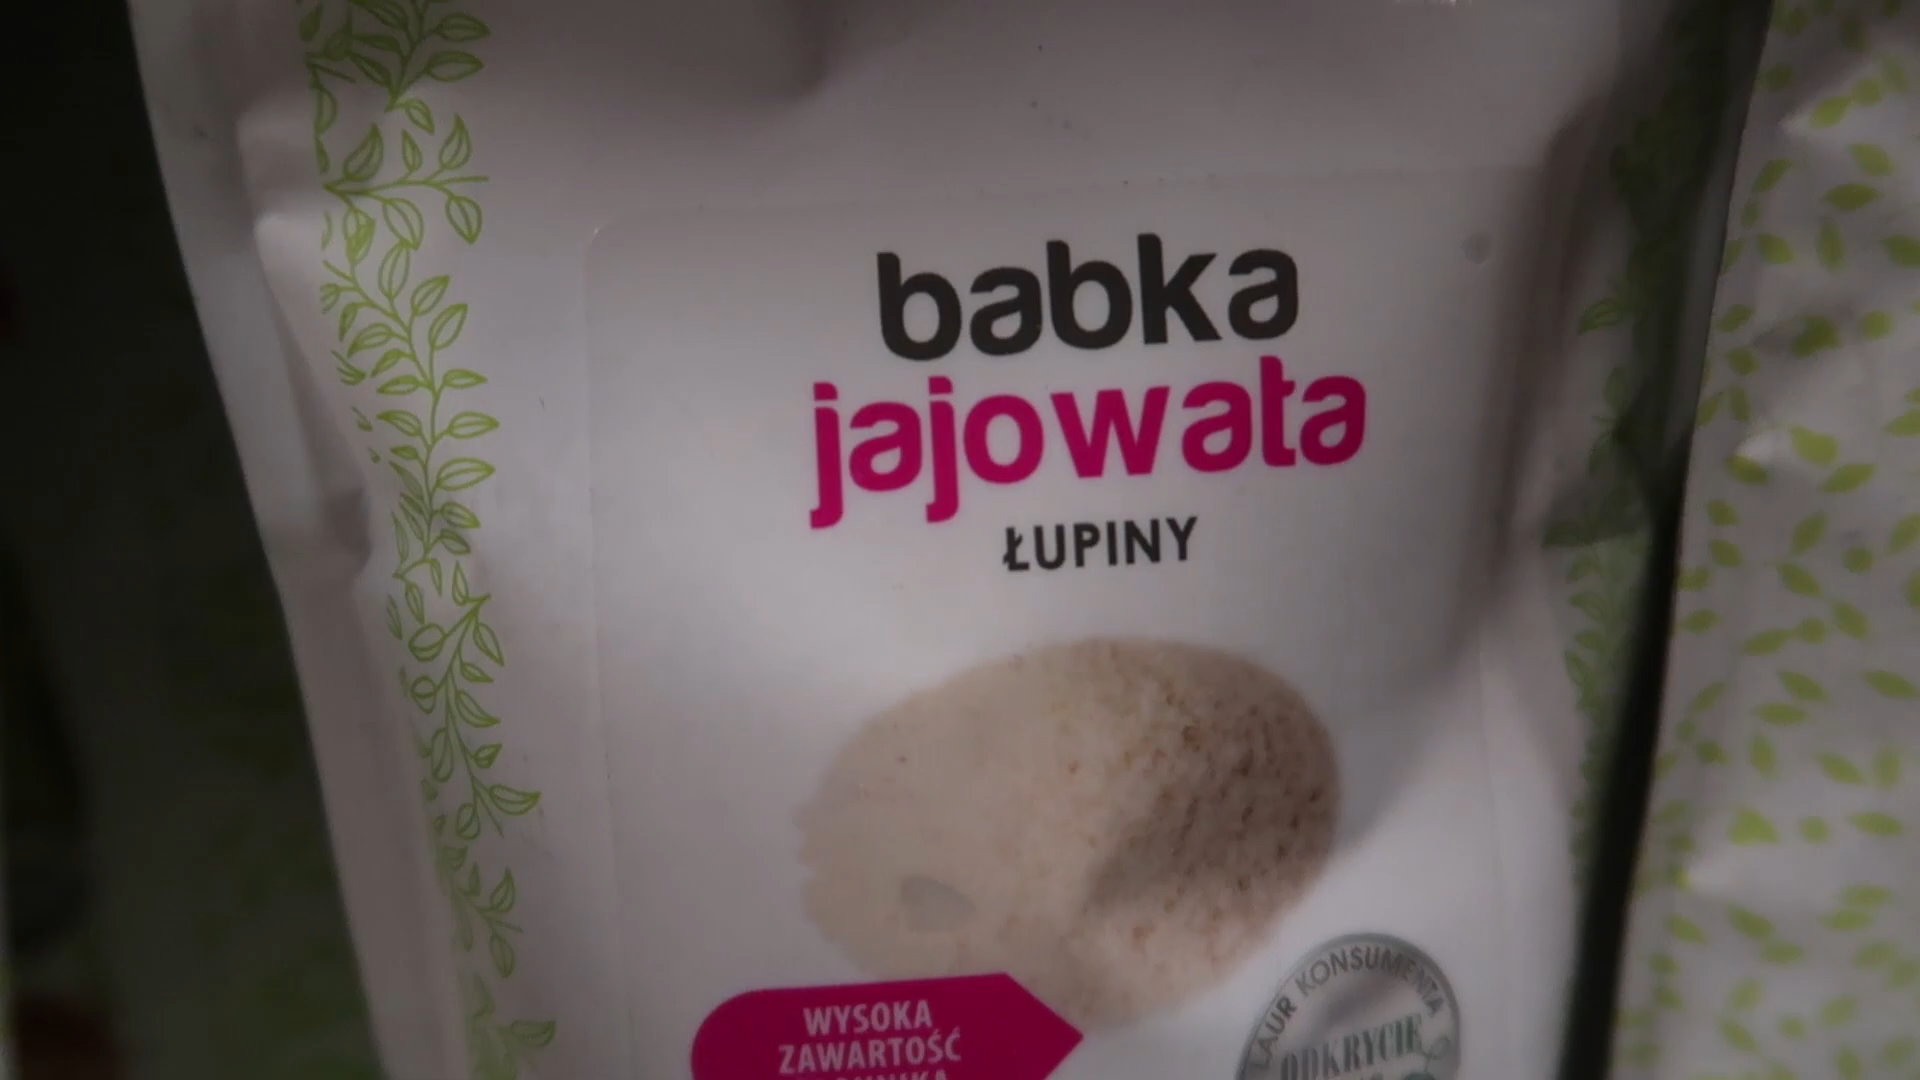 babka
jajowata
ŁUPINY
WYSOKA
ZAWARTOŚĆ
LAUR KONSUMENTA
ODKRYCIE